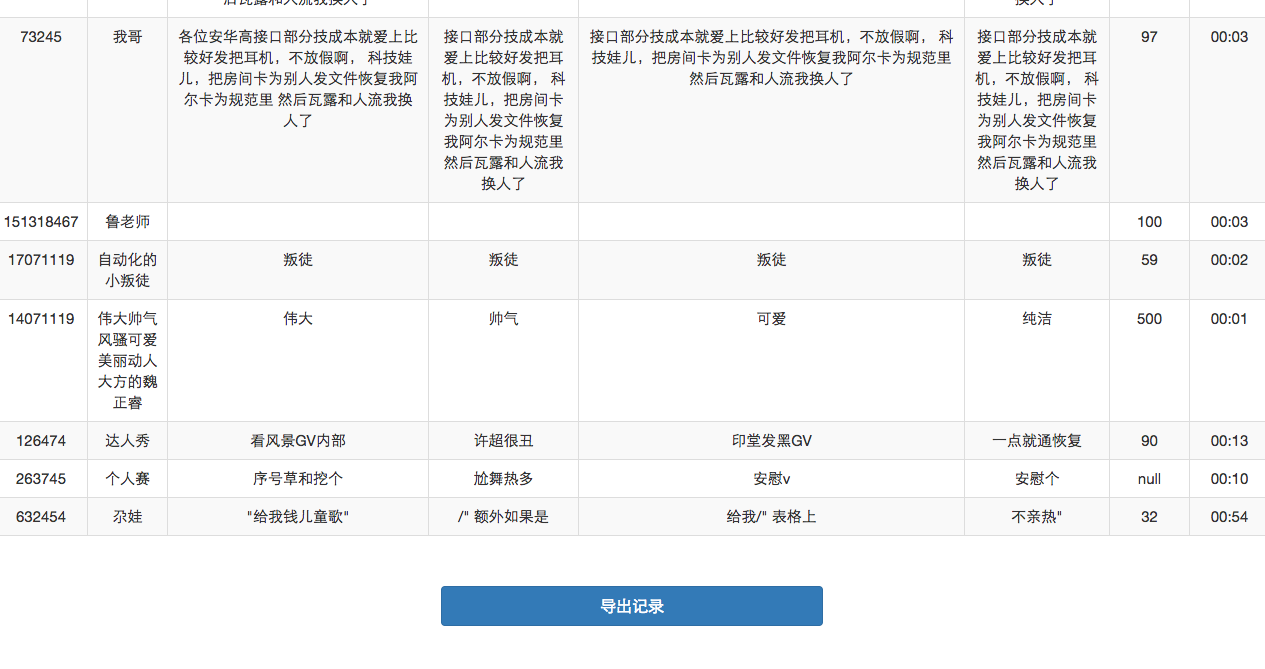 后瓦露和人流我换人了
换人了
73245
我哥
各位安华高接口部分技成本就爱上比
较好发把耳机，不放假啊， 科技娃
儿，把房间卡为别人发文件恢复我阿
尔卡为规范里 然后瓦露和人流我换
人了
接口部分技成本就
爱上比较好发把耳
机，不放假啊， 科
技娃儿，把房间卡
为别人发文件恢复
我阿尔卡为规范里
然后瓦露和人流我
换人了
接口部分技成本就爱上比较好发把耳机，不放假啊， 科
技娃儿，把房间卡为别人发文件恢复我阿尔卡为规范里
然后瓦露和人流我换人了
接口部分技成本就
爱上比较好发把耳
机，不放假啊， 科
技娃儿，把房间卡
为别人发文件恢复
我阿尔卡为规范里
然后瓦露和人流我
换人了
97
00:03
151318467
鲁老师
100
00:03
17071119
自动化的
小叛徒
叛徒
叛徒
叛徒
叛徒
59
00:02
14071119
伟大帅气
风骚可爱
美丽动人
大方的魏
正睿
伟大
帅气
可爱
纯洁
500
00:01
126474
达人秀
看风景GV内部
许超很丑
印堂发黑GV
一点就通恢复
90
00:13
263745
个人赛
序号草和挖个
尬舞热多
安慰v
安慰个
null
00:10
632454
尕娃
"给我钱儿童歌"
/" 额外如果是
给我/" 表格上
不亲热"
32
00:54
导出记录